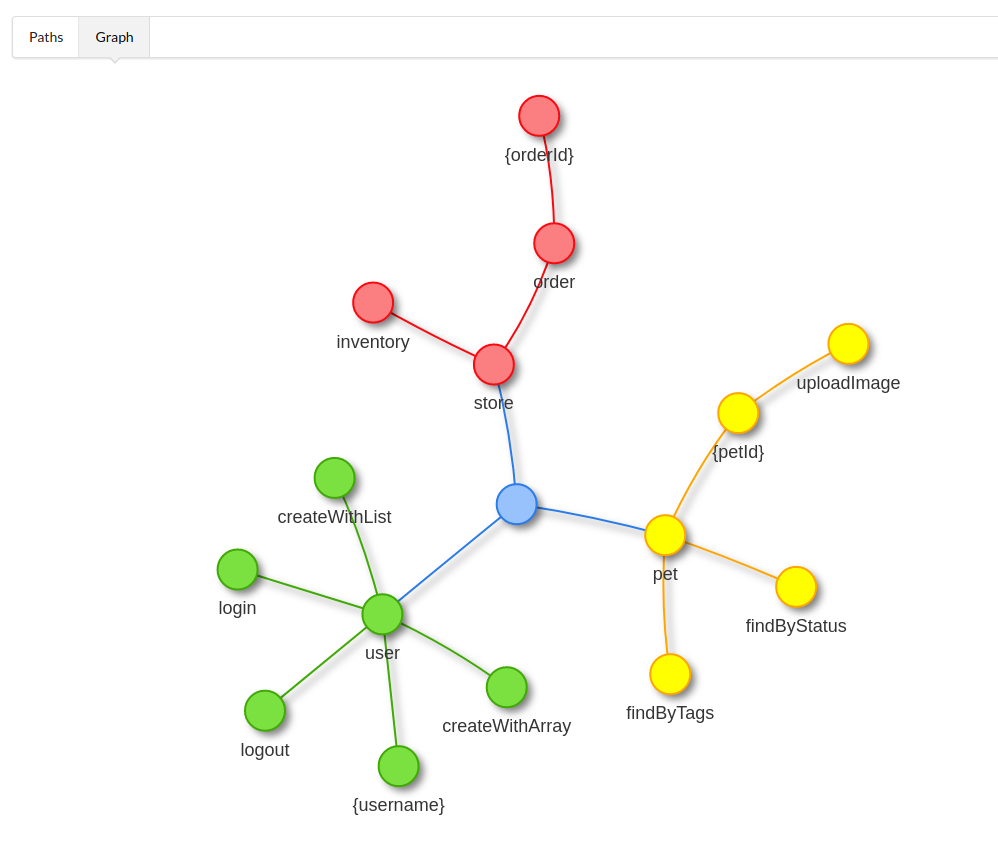 Paths
Graph
{orderId}
order
inventory
store
uploadImage
{petId}
createWithList
pet
login
findByStatus
user
findByTags
createWithArray
logout
{username}